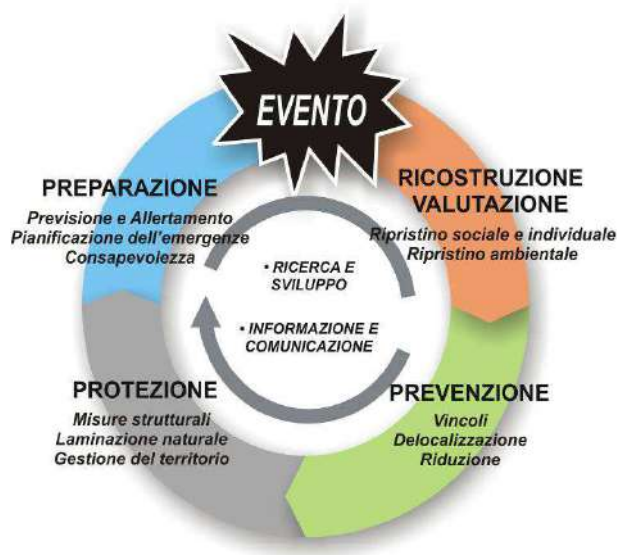 EVENTO
PREPARAZIONE
Previsione e Allertamento
Pianificazione dell'emergenze
Consapevolezza
RICOSTRUZIONE
VALUTAZIONE
Ripristino sociale e individuale
Ripristino ambientale
• RICERCA E
SVILUPPO
• INFORMAZIONE E
COMUNICAZIONE
PROTEZIONE
Misure strutturali
Laminazione naturale
Gestione del territorio
PREVENZIONE
Vincoli
Delocalizzazione
Riduzione